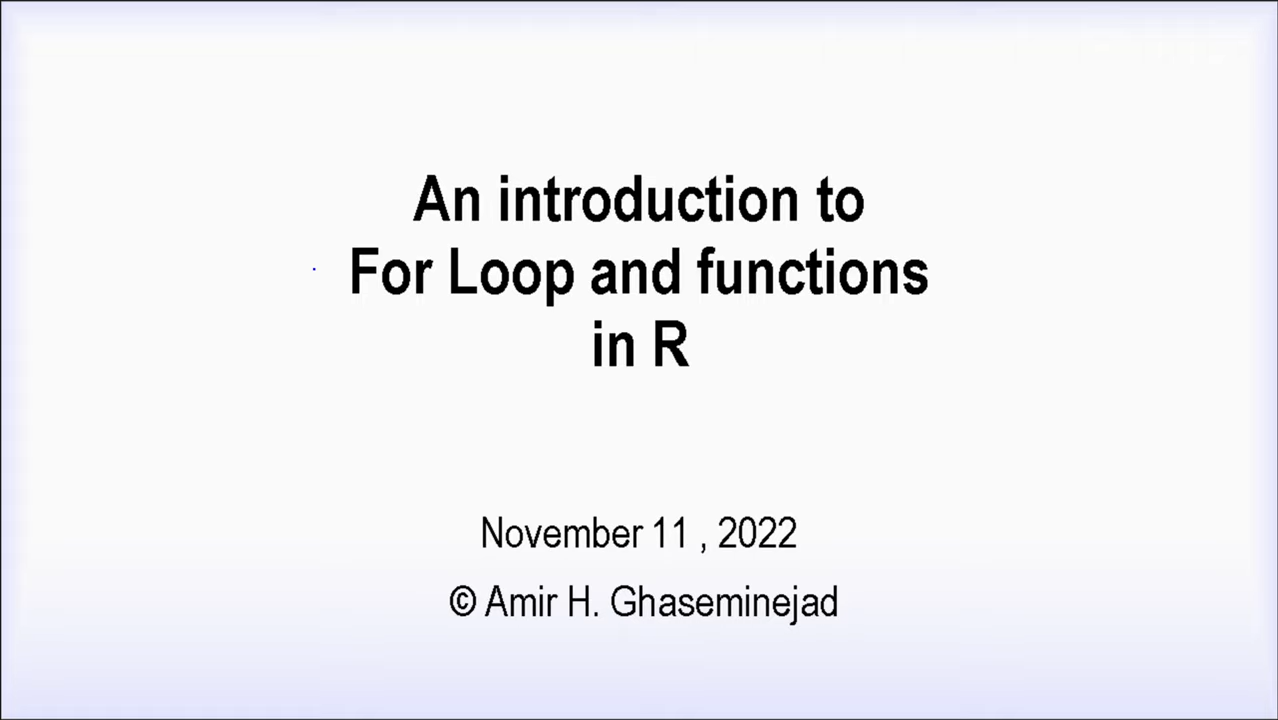 An introduction to
For Loop and functions
in R
November 11 , 2022
© Amir H. Ghaseminejad